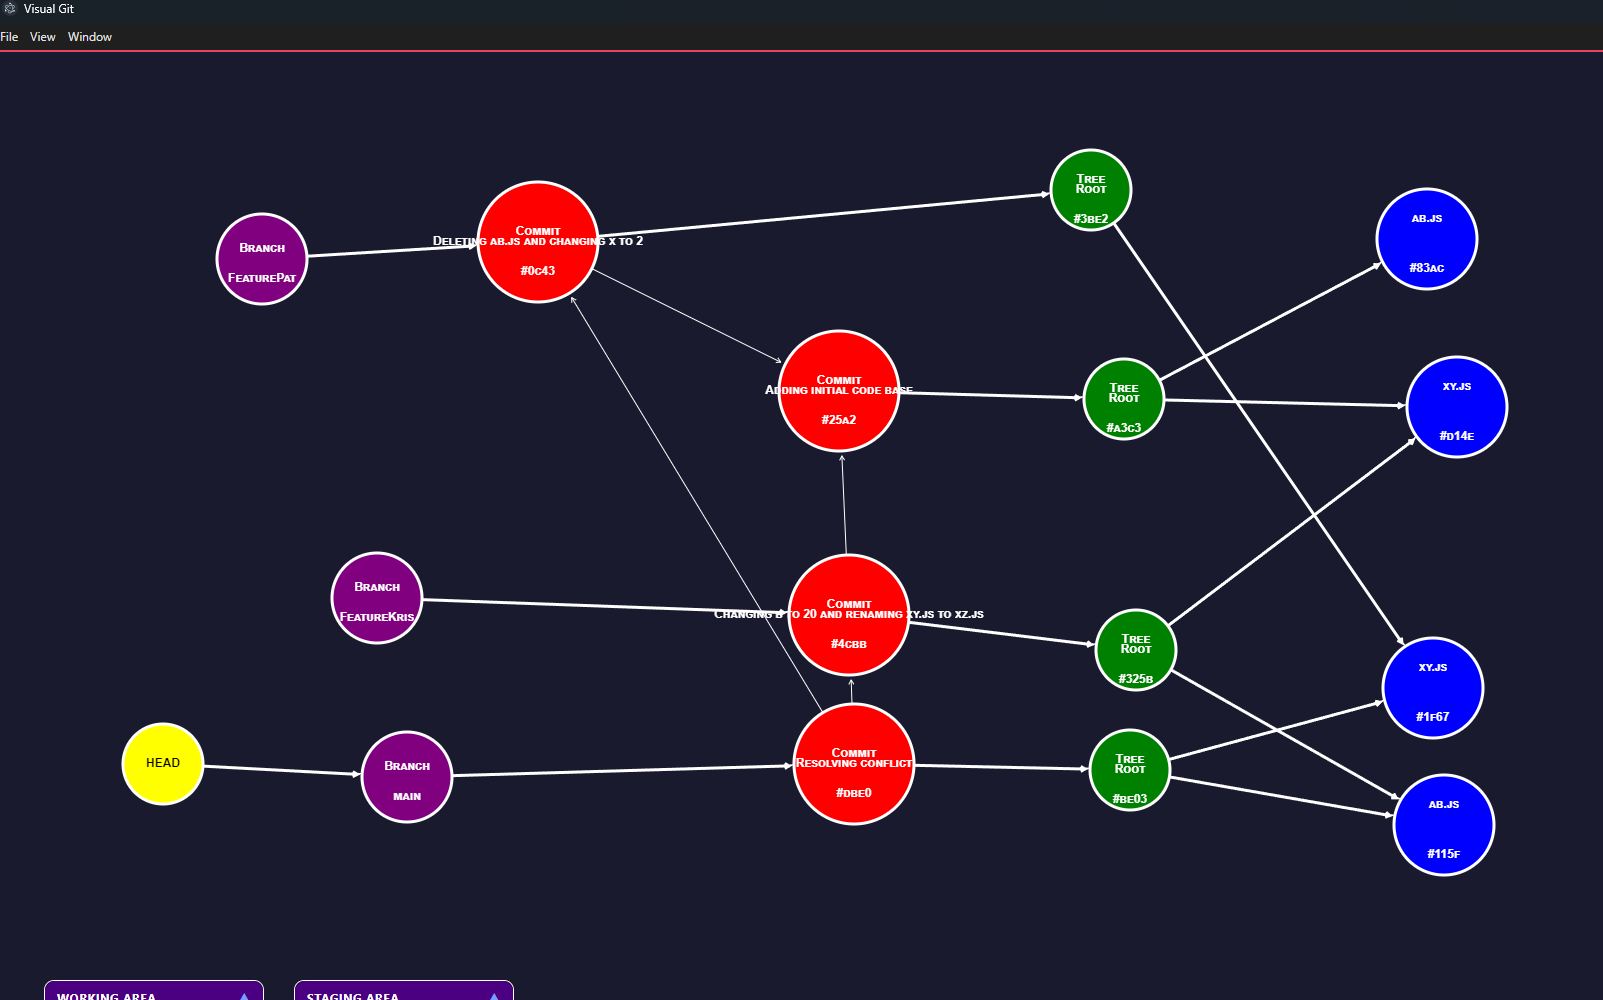 Visual Git
File View Window
Branch
FeaturePat
Commit
Deleting ab.js and changing x to 2
#0c43
Tree
Root
#3be2
ab.js
#83ac
Commit
Adding initial code base
#25a2
Tree
Root
#a3c3
xy.js
#d14e
Branch
FeatureKris
Commit
Changing b to 20 and renaming xy.js to xz.js
#4cbb
Tree
Root
#325b
xy.js
#1f67
HEAD
Branch
main
Commit
Resolving conflict
#dbe0
Tree
Root
#be03
ab.js
#115f
WORKING AREA
STAGING AREA